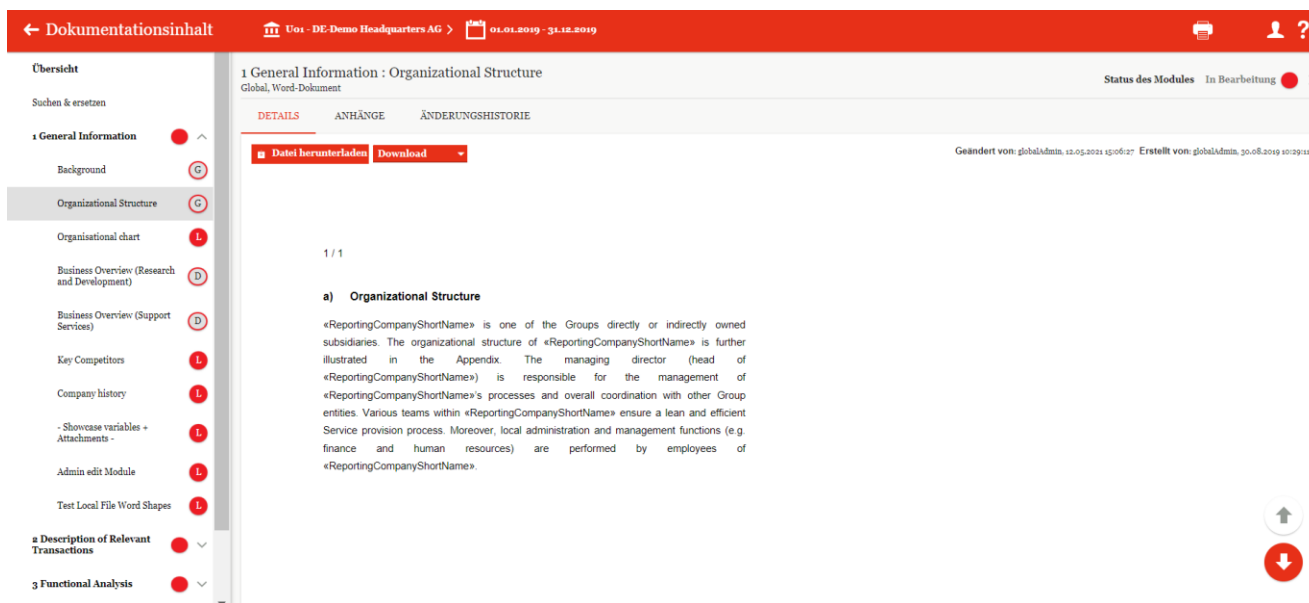 Dokumentationsinhalt
U01 - DE-Demo Headquarters AG
01.01.2019 - 31.12.2019
?
Übersicht
Suchen & ersetzen
1 General Information
Background
G
Organizational Structure
G
Organisational chart
L
Business Overview (Research
and Development)
D
Business Overview (Support
Services)
D
Key Competitors
L
Company history
L
- Showcase variables +
Attachments -
L
Admin edit Module
L
Test Local File Word Shapes
L
2 Description of Relevant
Transactions
3 Functional Analysis
1 General Information : Organizational Structure
Global, Word-Dokument
Status des Modules In Bearbeitung
DETAILS ANHÄNGE ÄNDERUNGSHISTORIE
Datei herunterladen Download
Geändert von: globalAdmin, 12.05.2021 15:06:27 Erstellt von: globalAdmin, 30.08.2019 10:29:11
1 / 1
a) Organizational Structure
«ReportingCompanyShortName» is one of the Groups directly or indirectly owned
subsidiaries. The organizational structure of «ReportingCompanyShortName» is further
illustrated in the Appendix. The managing director (head of
«ReportingCompanyShortName») is responsible for the management of
«ReportingCompanyShortName»'s processes and overall coordination with other Group
entities. Various teams within «ReportingCompanyShortName» ensure a lean and efficient
Service provision process. Moreover, local administration and management functions (e.g.
finance and human resources) are performed by employees of
«ReportingCompanyShortName».